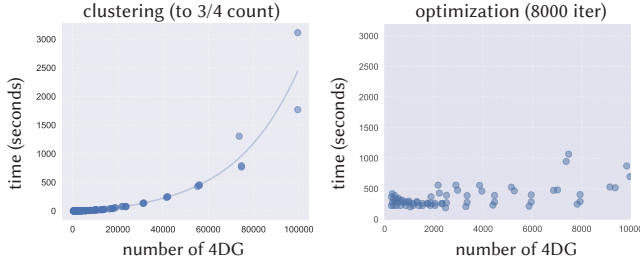 clustering (to 3/4 count)
time (seconds)
3000
2500
2000
1500
1000
500
0
0 20000 40000 60000 80000 100000
number of 4DG
optimization (8000 iter)
time (seconds)
3000
2500
2000
1500
1000
500
0
0 2000 4000 6000 8000 10000
number of 4DG